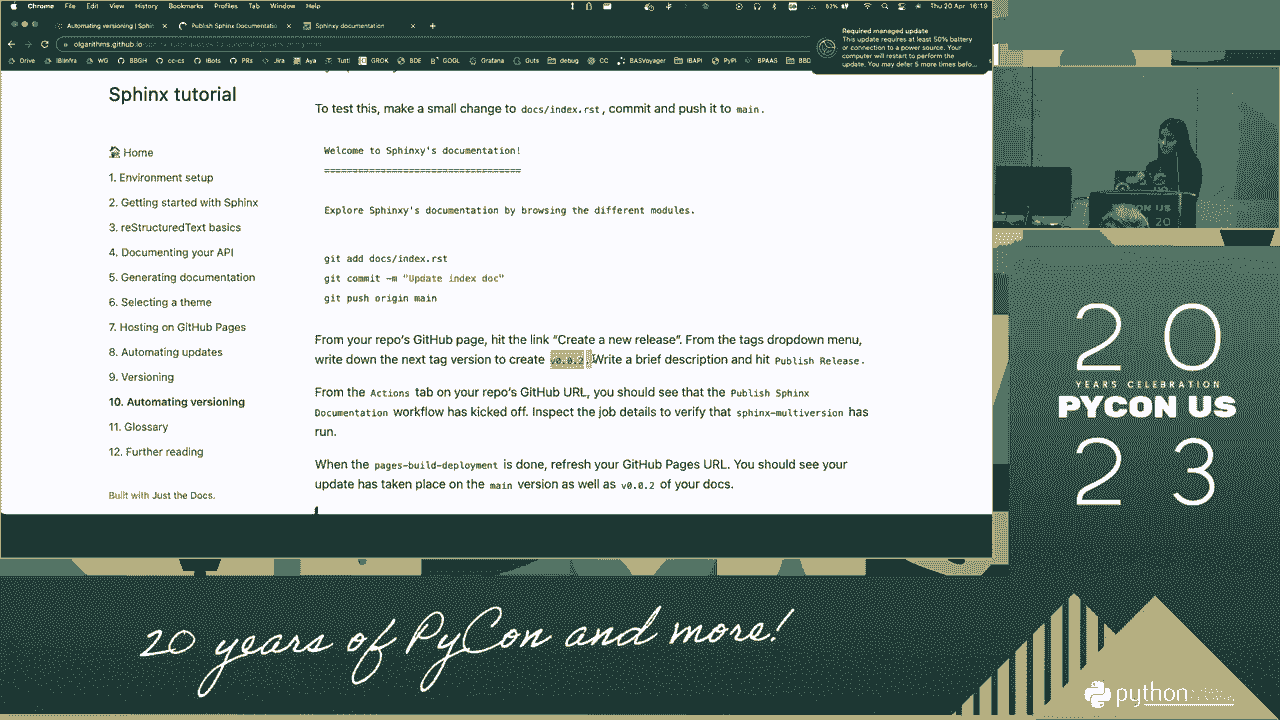 Chrome File Edit View History Bookmarks Profiles Tab Window Help
Thu 20 Apr 16:19
Automating versioning | Sphin
Publish Sphinx Documentatio
Sphinxy documentation
olgarithms.github.io
Required managed update
This update requires at least 50% battery
or connection to a power source. Your
computer will restart to perform the
update. You may defer 5 more times befo...
Drive IBInfra WG BBGH cc-cs IBots PRs Jira Aya Tutti GROK BDE GOGL Grafana Guts debug CC BASVoyager IBAPI PyPi BPAAS BBD
Sphinx tutorial
Home
1. Environment setup
2. Getting started with Sphinx
3. reStructuredText basics
4. Documenting your API
5. Generating documentation
6. Selecting a theme
7. Hosting on GitHub Pages
8. Automating updates
9. Versioning
10. Automating versioning
11. Glossary
12. Further reading
Built with Just the Docs.
To test this, make a small change to docs/index.rst, commit and push it to main.
Welcome to Sphinxy's documentation!
===================================
Explore Sphinxy's documentation by browsing the different modules.
git add docs/index.rst
git commit -m "Update index doc"
git push origin main
From your repo's GitHub page, hit the link "Create a new release". From the tags dropdown menu,
write down the next tag version to create v0.0.2. Write a brief description and hit Publish Release.
From the Actions tab on your repo's GitHub URL, you should see that the Publish Sphinx
Documentation workflow has kicked off. Inspect the job details to verify that sphinx-multiversion has
run.
When the pages-build-deployment is done, refresh your GitHub Pages URL. You should see your
update has taken place on the main version as well as v0.0.2 of your docs.
PYCON US
20
20
YEARS CELEBRATION
PYCON US
23
20 years of PyCon and more!
python